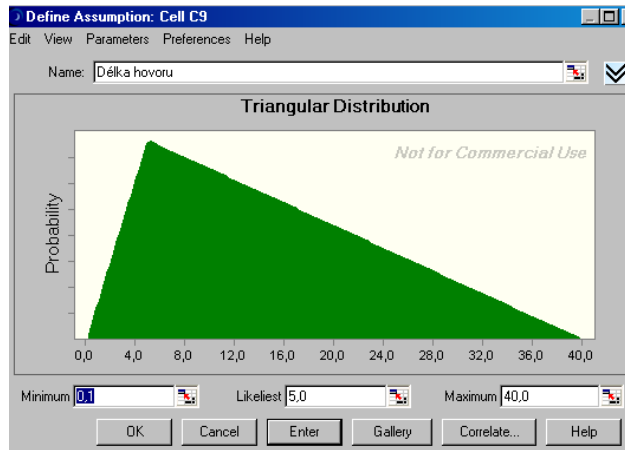 Define Assumption: Cell C9
Edit View Parameters Preferences Help
Name: Délka hovoru
Triangular Distribution
Not for Commercial Use
Probability
0,0 4,0 8,0 12,0 16,0 20,0 24,0 28,0 32,0 36,0 40,0
Minimum 0,1 Likeliest 5,0 Maximum 40,0
OK Cancel Enter Gallery Correlate... Help